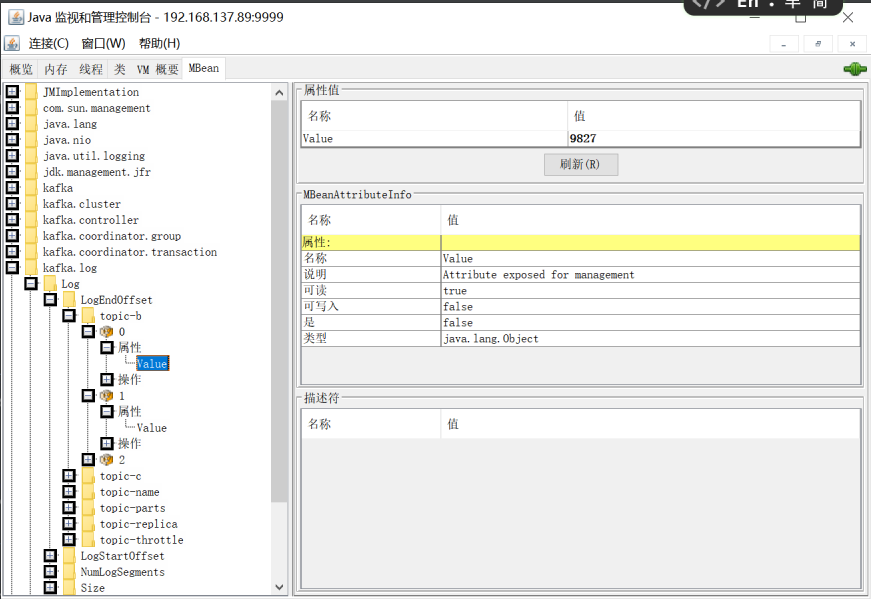 Java 监视和管理控制台 - 192.168.137.89:9999
</> En : 半 简
连接(C) 窗口(W) 帮助(H)
概览 内存 线程 类 VM 概要 MBean
JMImplementation
com.sun.management
java.lang
java.nio
java.util.logging
jdk.management.jfr
kafka
kafka.cluster
kafka.controller
kafka.coordinator.group
kafka.coordinator.transaction
kafka.log
Log
LogEndOffset
topic-b
0
属性
Value
操作
1
属性
Value
操作
2
topic-c
topic-name
topic-parts
topic-replica
topic-throttle
LogStartOffset
NumLogSegments
Size
属性值
名称 值
Value 9827
刷新(R)
MBeanAttributeInfo
名称 值
属性:
名称 Value
说明 Attribute exposed for management
可读 true
可写入 false
是 false
类型 java.lang.Object
描述符
名称 值